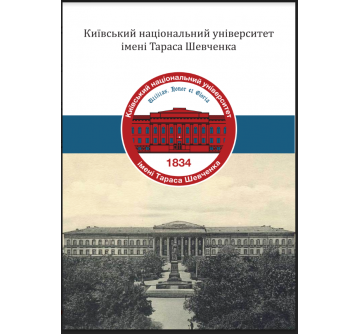 Київський національний університет
імені Тараса Шевченка
Київський національний університет
Utilitas, Honor et Gloria
1834
імені Тараса Шевченка